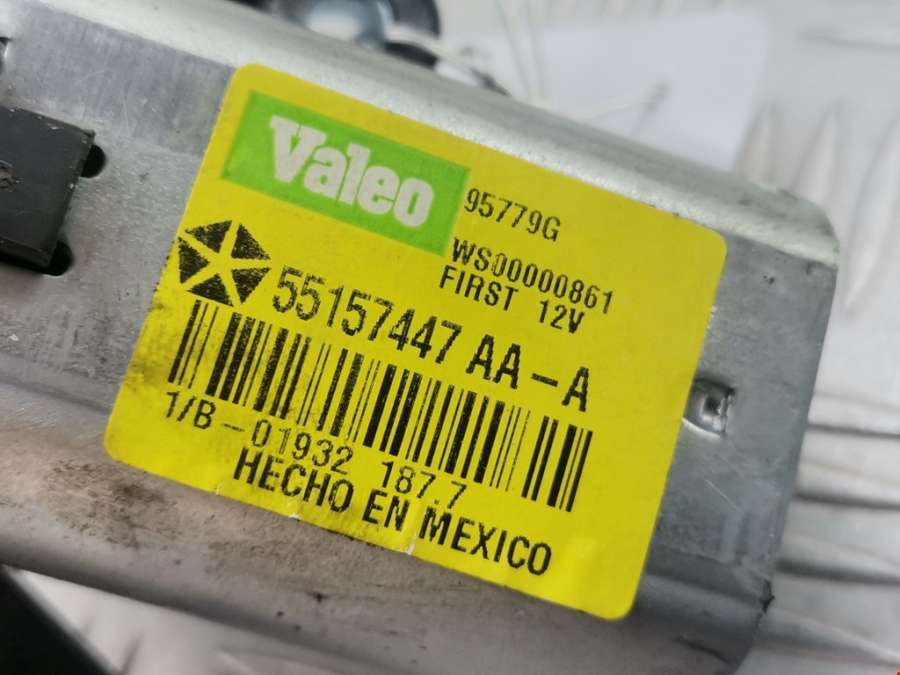 Valeo
95779G
WS00000861
FIRST 12V
55157447 AA-A
1/B-01932 187.7
HECHO EN MEXICO